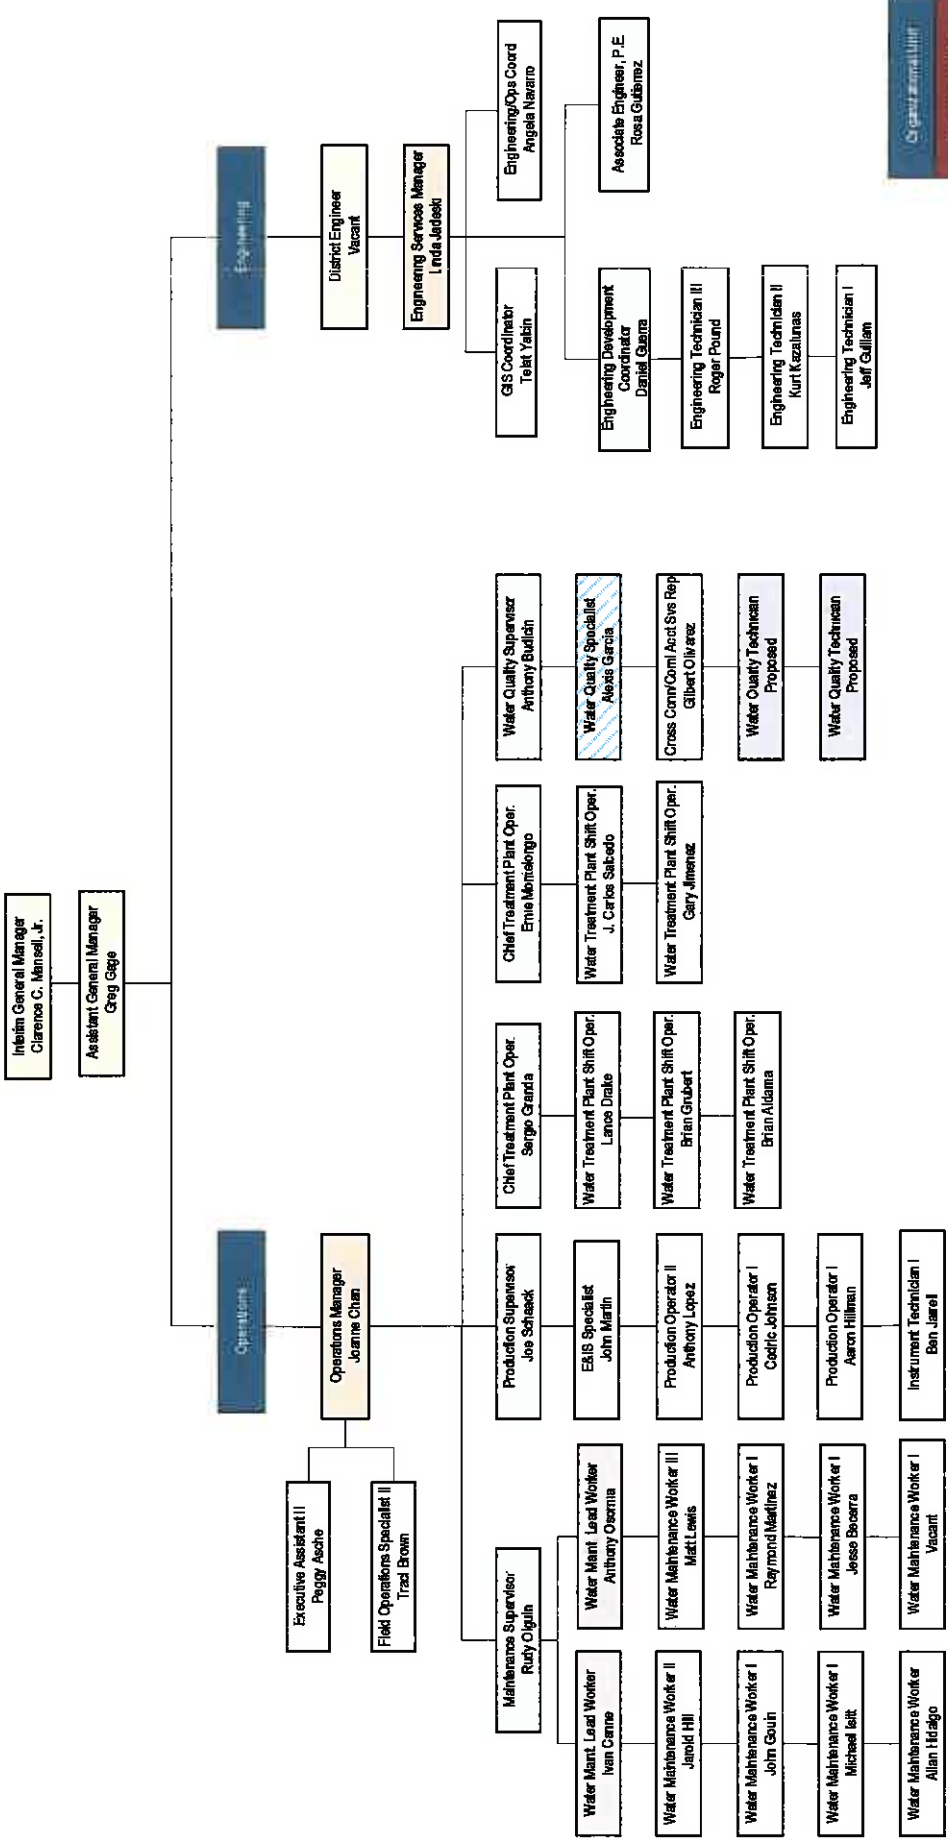 Interim General Manager
Clarence C. Mansell, Jr.
Assistant General Manager
Greg Gage
Operations
Engineering
Executive Assistant II
Peggy Asche
Field Operations Specialist II
Traci Brown
Operations Manager
Joanne Chan
District Engineer
Vacant
Engineering Services Manager
Linda Jadeski
Maintenance Supervisor
Rudy Olguin
Water Maint. Lead Worker
Ivan Canne
Water Maintenance Worker II
Jarold Hill
Water Maintenance Worker I
John Gouin
Water Maintenance Worker I
Michael Isitt
Water Maintenance Worker
Allan Hidalgo
Water Maint. Lead Worker
Anthony Osornia
Water Maintenance Worker III
Matt Lewis
Water Maintenance Worker I
Raymond Martinez
Water Maintenance Worker I
Jesse Becerra
Water Maintenance Worker I
Vacant
Production Supervisor
Joe Schaack
E&IS Specialist
John Martin
Production Operator II
Anthony Lopez
Production Operator I
Cedric Johnson
Production Operator I
Aaron Hillman
Instrument Technician I
Ben Jarrell
Chief Treatment Plant Oper.
Sergio Granda
Water Treatment Plant Shift Oper.
Lance Drake
Water Treatment Plant Shift Oper.
Brian Grubert
Water Treatment Plant Shift Oper.
Brian Aldama
Chief Treatment Plant Oper.
Ernie Montelongo
Water Treatment Plant Shift Oper.
J. Carlos Salcedo
Water Treatment Plant Shift Oper.
Gary Jimenez
Water Quality Supervisor
Anthony Budicin
Water Quality Specialist
Alexis Garcia
Cross Conn/Coml Acct Svs Rep
Gilbert Olivarez
Water Quality Technician
Proposed
Water Quality Technician
Proposed
GIS Coordinator
Telat Yalcin
Engineering/Ops Coord
Angela Navarro
Engineering Development
Coordinator
Daniel Guerra
Engineering Technician III
Roger Pound
Engineering Technician II
Kurt Kazalunas
Engineering Technician I
Jeff Gulliam
Associate Engineer, P.E.
Rosa Gutierrez
Organizational Unit